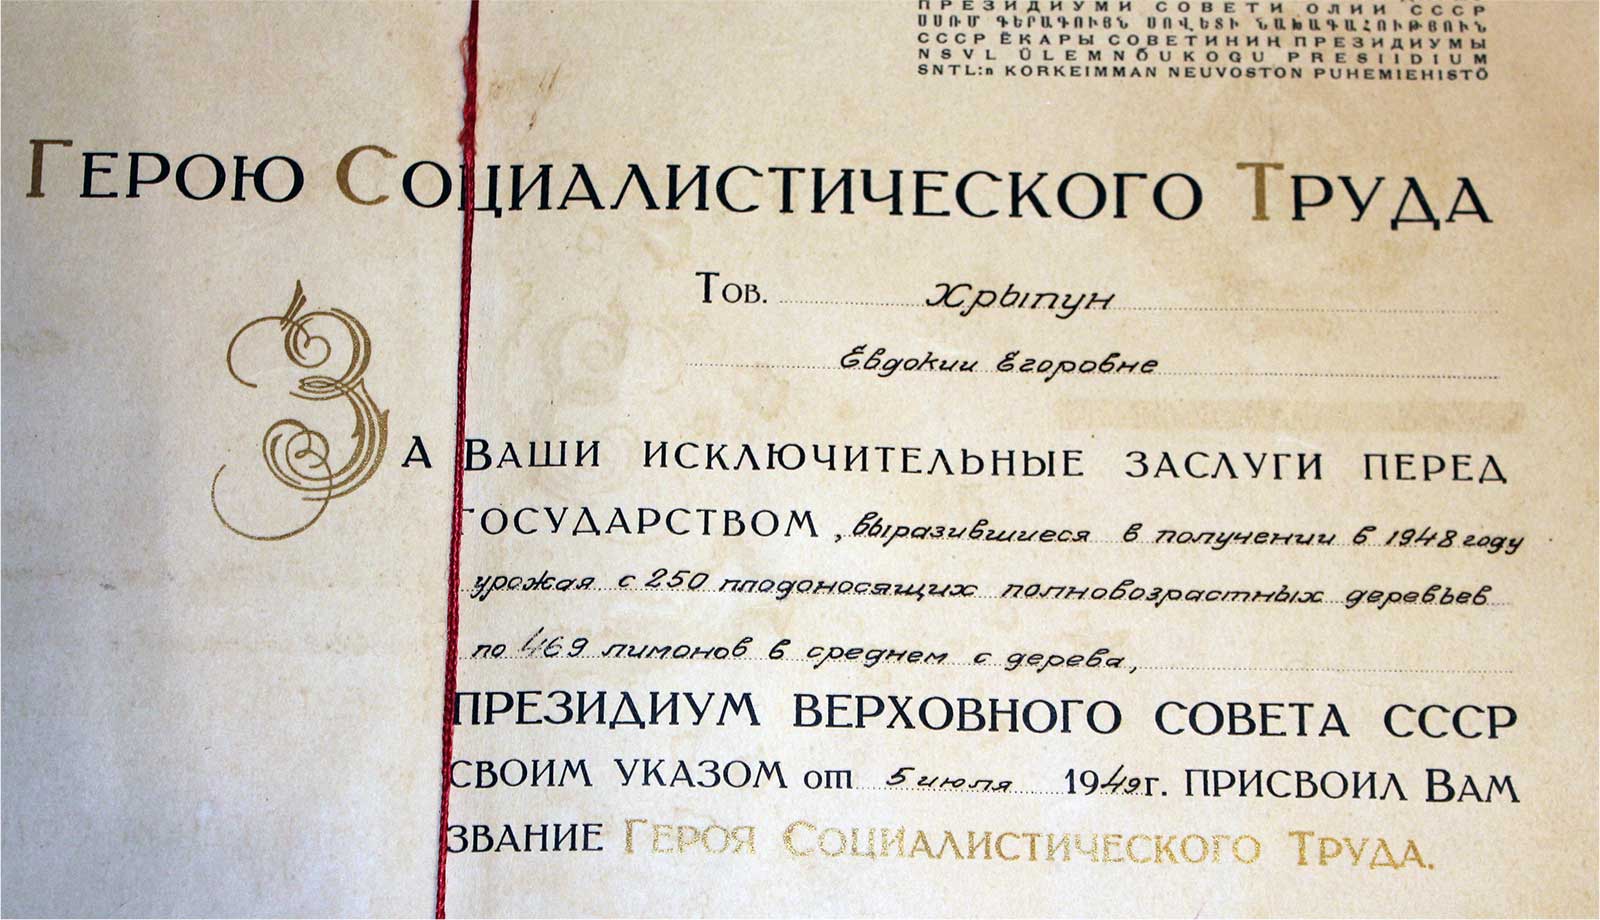 ПРЕЗИДИУМИ СОВЕТИ ОЛИИ СССР
ՍՍՌՄ ԳԵՐԱԳՈՒՅՆ ՍՈՎԵՏԻ ՆԱԽԱԳԱՀՈՒԹՅՈՒՆ
СССР ЁКАРЫ СОВЕТИНИҢ ПРЕЗИДИУМЫ
NSVL ÜLEMNÕUKOGU PRESIIDIUM
SNTL:n KORKEIMMAN NEUVOSTON PUHEMIEHISTÖ
ГЕРОЮ СОЦИАЛИСТИЧЕСКОГО ТРУДА
ТОВ. Хрыпун
Евдокии Егоровне
ЗА ВАШИ ИСКЛЮЧИТЕЛЬНЫЕ ЗАСЛУГИ ПЕРЕД
ГОСУДАРСТВОМ, выразившиеся в получении в 1948 году
урожая с 250 плодоносящих полновозрастных деревьев
по 469 лимонов в среднем с дерева,
ПРЕЗИДИУМ ВЕРХОВНОГО СОВЕТА СССР
СВОИМ УКАЗОМ от 5 июля 1949г. ПРИСВОИЛ ВАМ
ЗВАНИЕ ГЕРОЯ СОЦИАЛИСТИЧЕСКОГО ТРУДА.